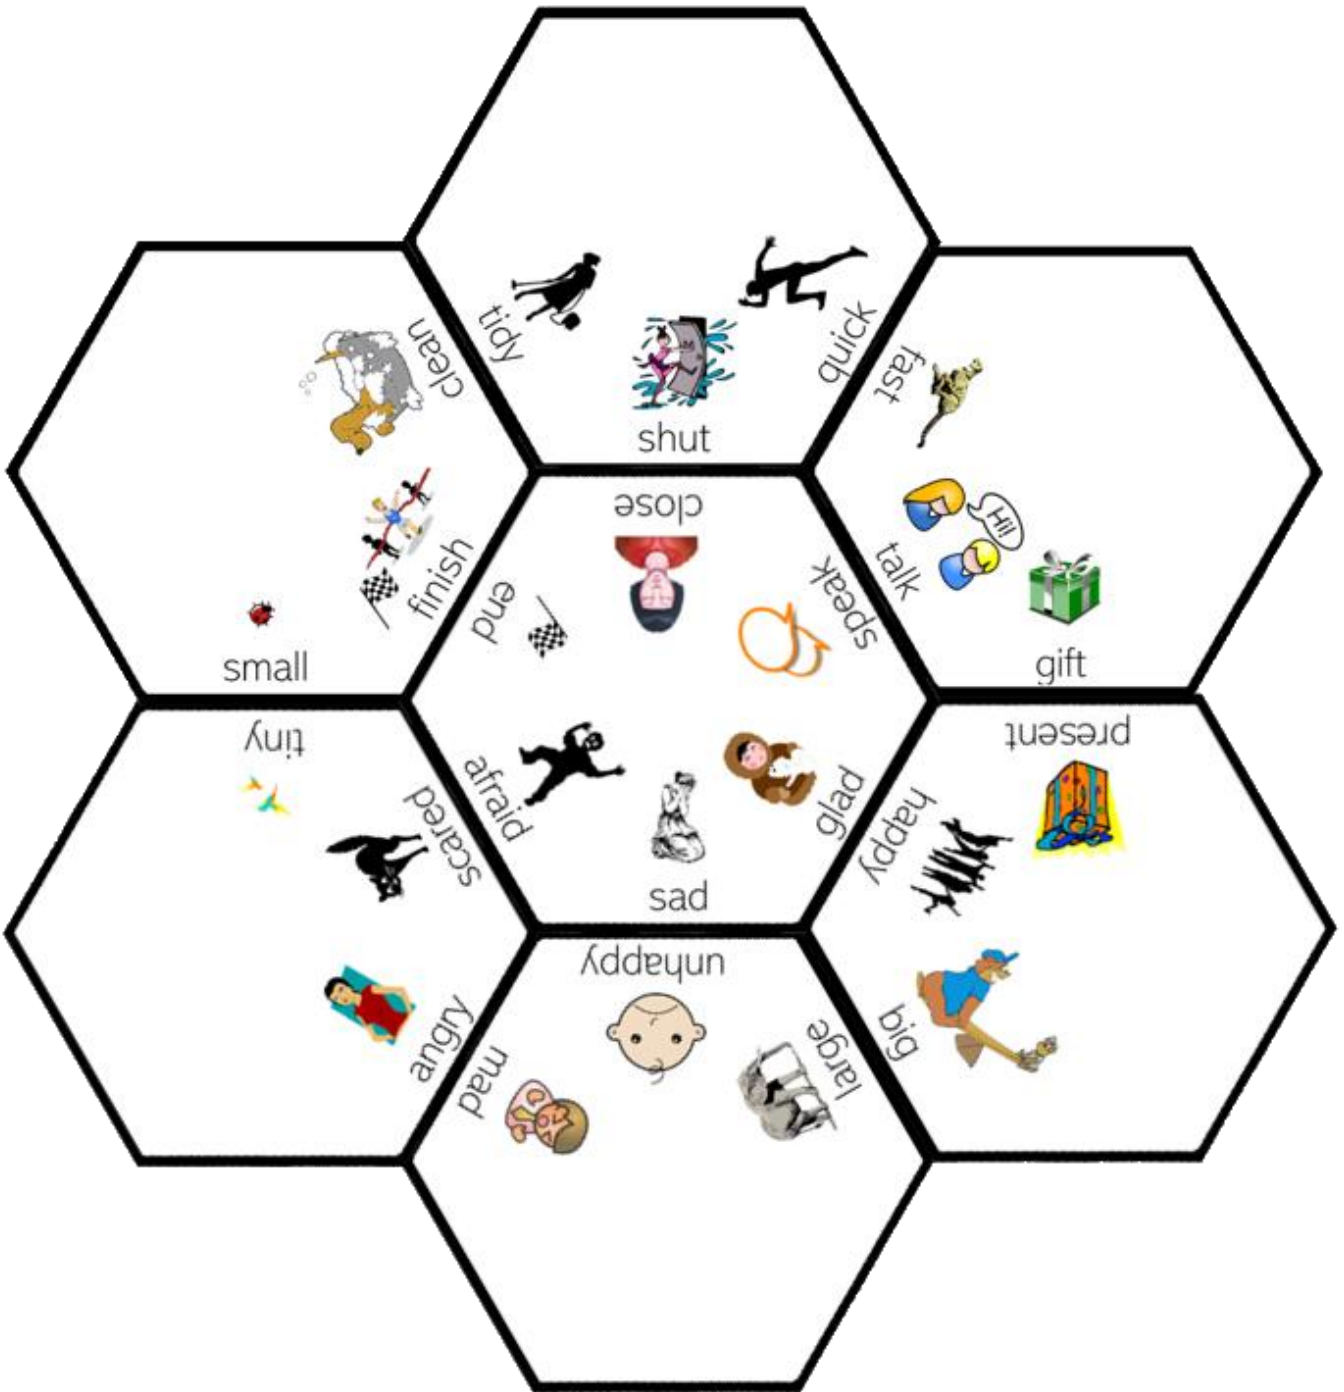 tidy
quick
shut
clean
finish
small
fast
Hi!
talk
gift
close
end
speak
afraid
glad
sad
tiny
scared
angry
present
happy
big
unhappy
mad
large